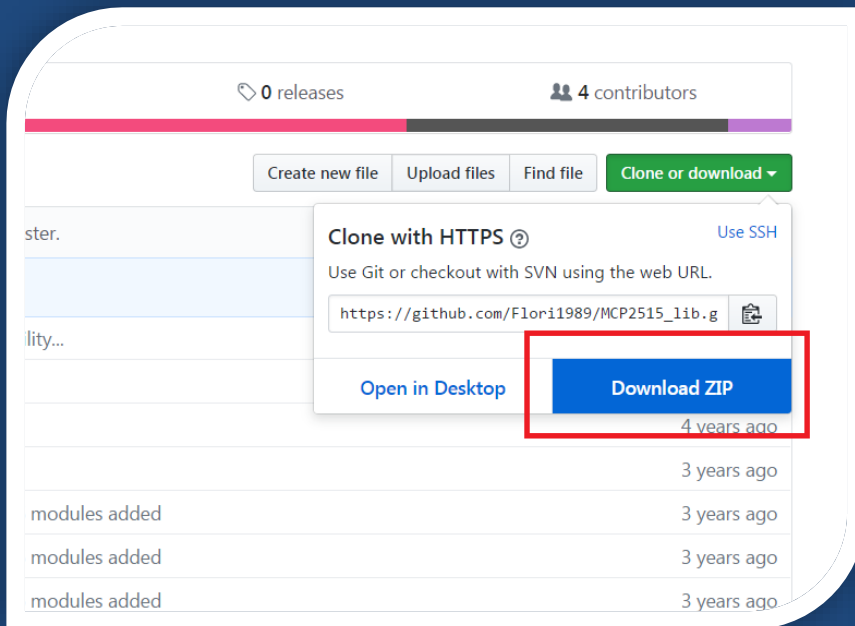 0 releases
4 contributors
Create new file
Upload files
Find file
Clone or download
ster.
Clone with HTTPS
Use SSH
Use Git or checkout with SVN using the web URL.
https://github.com/Flori1989/MCP2515_lib.g
ility...
Open in Desktop
Download ZIP
4 years ago
3 years ago
modules added
3 years ago
modules added
3 years ago
modules added
3 years ago